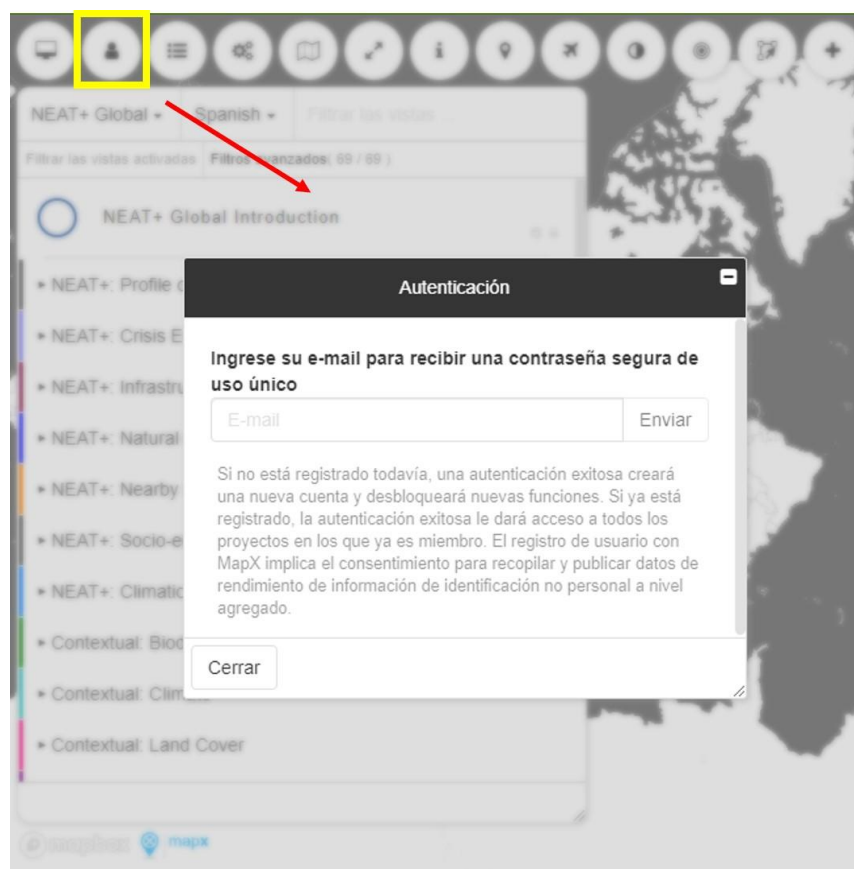 NEAT+ Global
Spanish
Filtrar las vistas ...
Filtrar las vistas activadas
Filtros avanzados( 69 / 69 )
NEAT+ Global Introduction
NEAT+: Profile
NEAT+: Crisis E
NEAT+: Infrastru
NEAT+: Natural
NEAT+: Nearby
NEAT+: Socio-e
NEAT+: Climatic
Contextual: Biod
Contextual: Clim
Contextual: Land Cover
Autenticación
Ingrese su e-mail para recibir una contraseña segura de
uso único
E-mail
Enviar
Si no está registrado todavía, una autenticación exitosa creará
una nueva cuenta y desbloqueará nuevas funciones. Si ya está
registrado, la autenticación exitosa le dará acceso a todos los
proyectos en los que ya es miembro. El registro de usuario con
MapX implica el consentimiento para recopilar y publicar datos de
rendimiento de información de identificación no personal a nivel
agregado.
Cerrar
mapbox
mapx